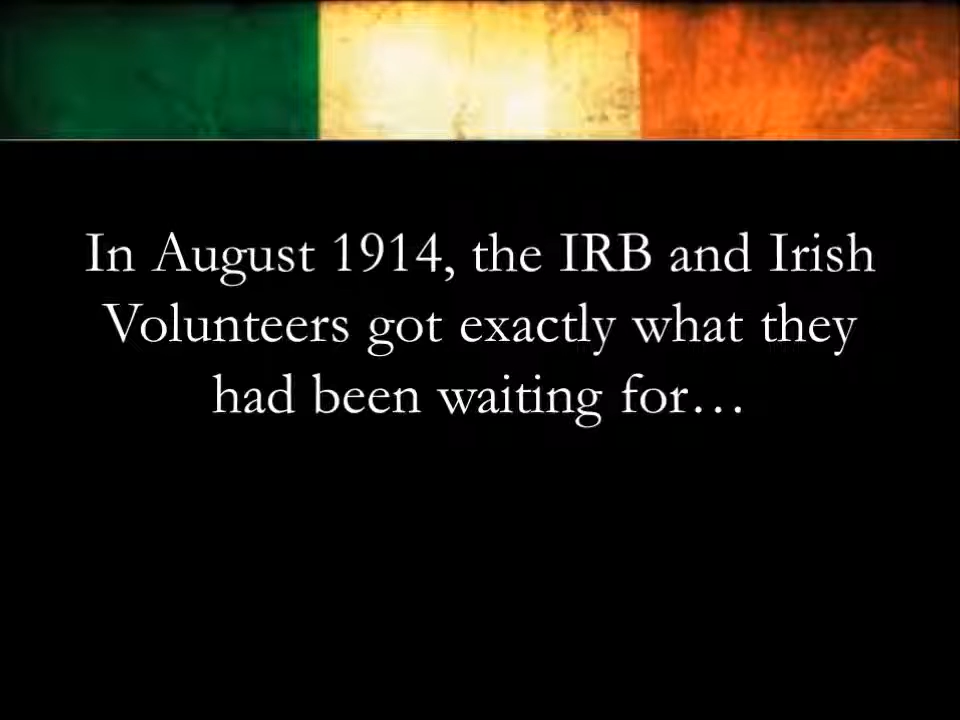 In August 1914, the IRB and Irish
Volunteers got exactly what they
had been waiting for…